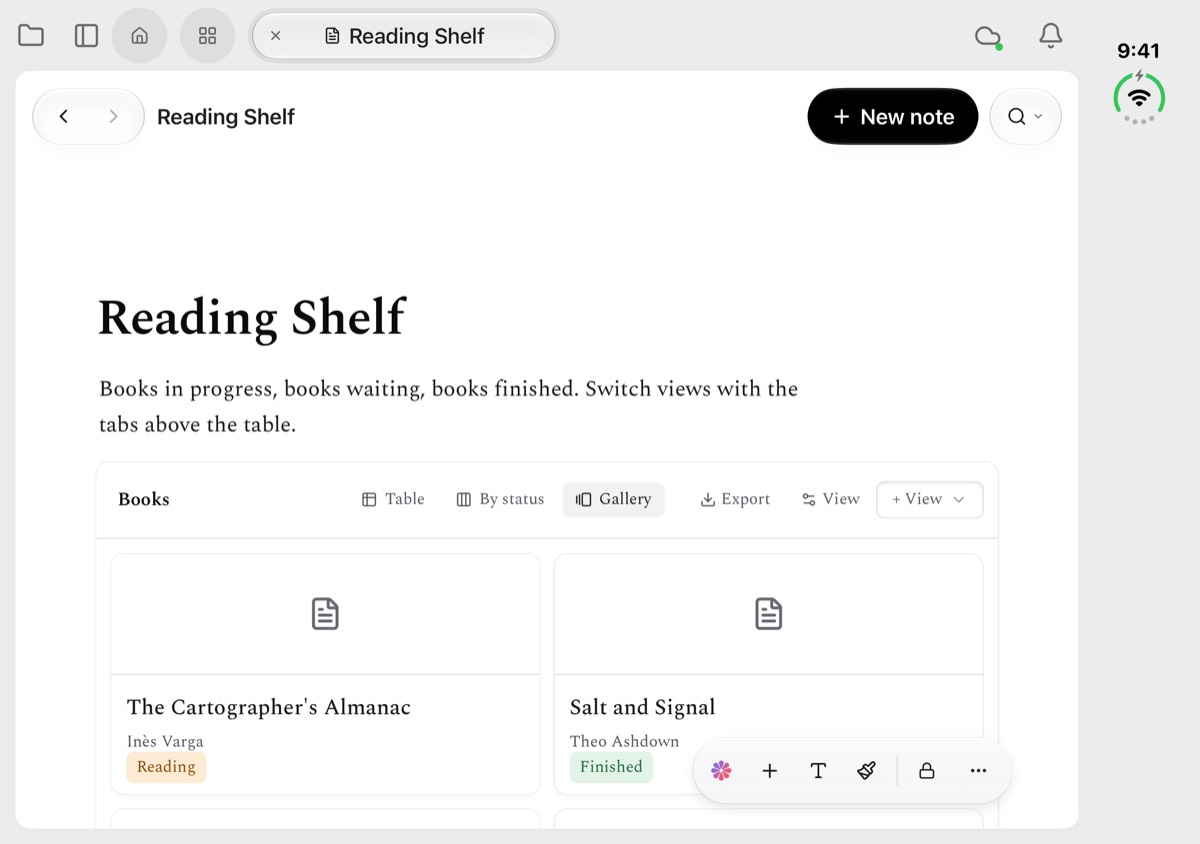 Reading Shelf
9:41
Reading Shelf
+ New note
Reading Shelf
Books in progress, books waiting, books finished. Switch views with the
tabs above the table.
Books
Table
By status
Gallery
Export
View
+ View
The Cartographer's Almanac
Inès Varga
Reading
Salt and Signal
Theo Ashdown
Finished